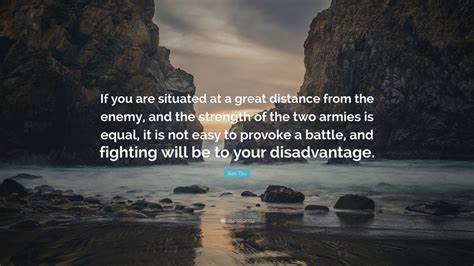 If you are situated at a great distance from the
enemy, and the strength of the two armies is
equal, it is not easy to provoke a battle, and
fighting will be to your disadvantage.
Sun Tzu